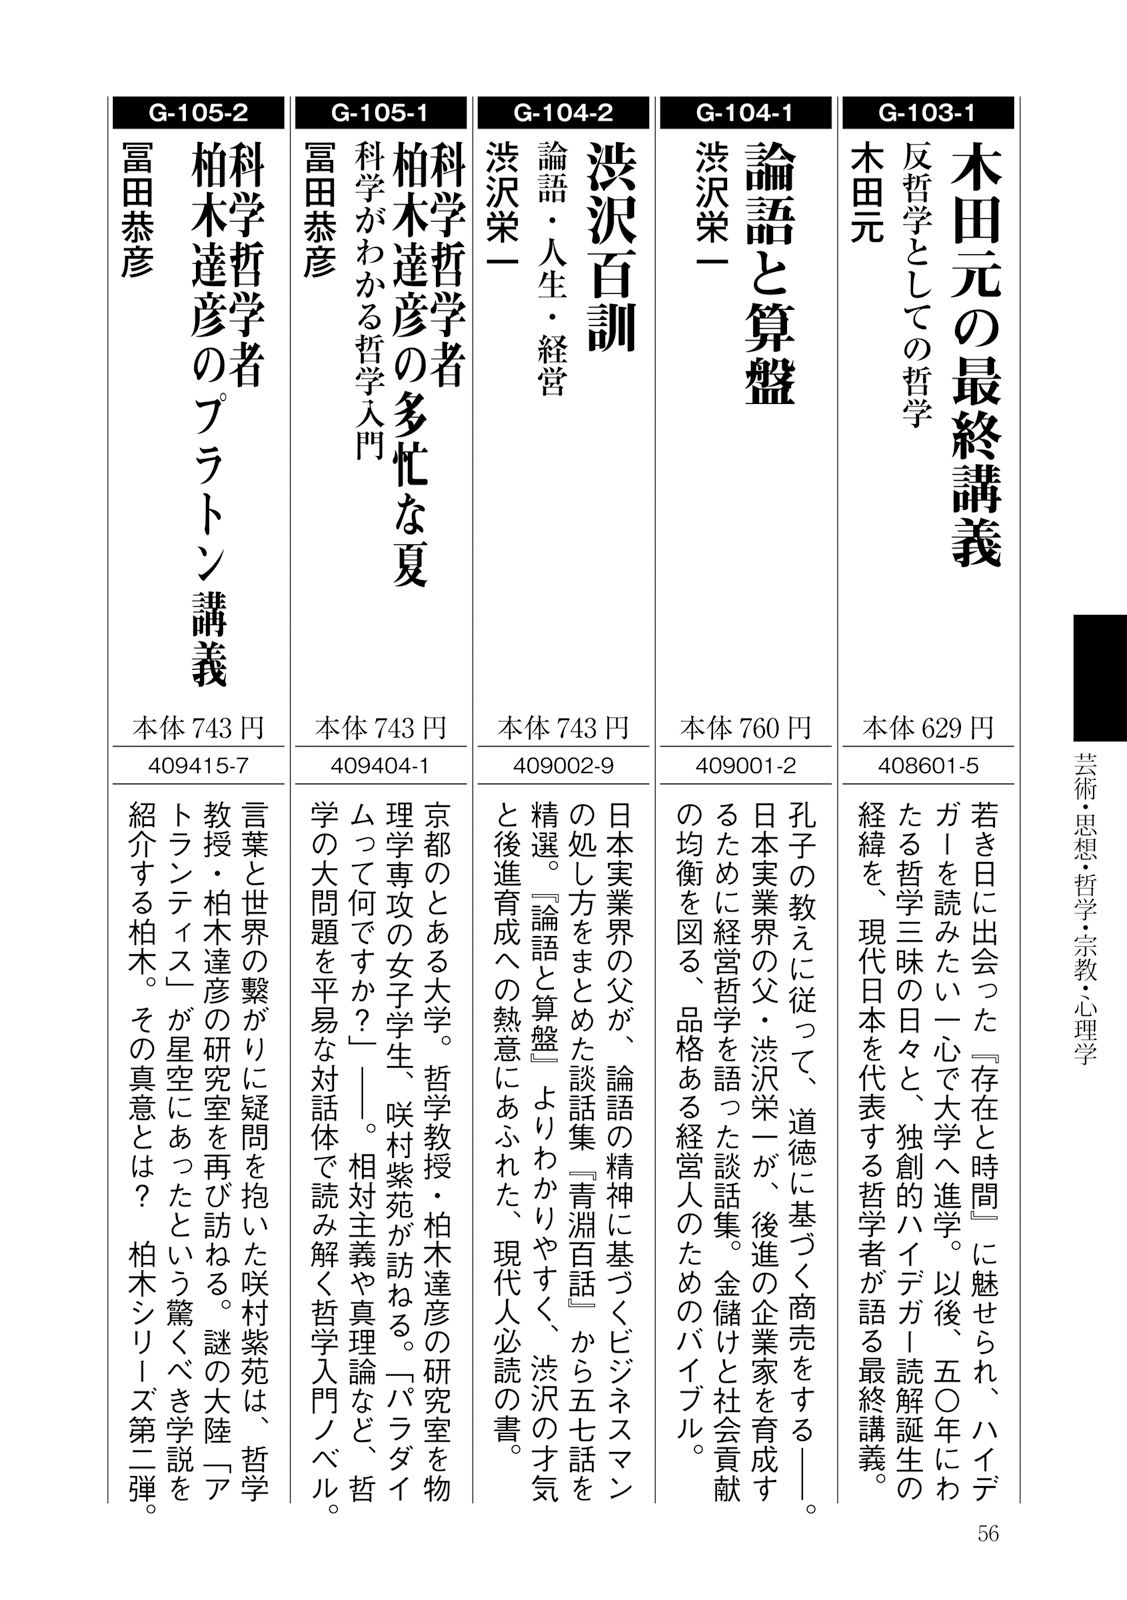 G-103-1
木田元の最終講義
反哲学としての哲学
木田元
本体 629 円
408601-5
若き日に出会った『存在と時間』に魅せられ、ハイデ
ガーを読みたい一心で大学へ進学。以後、五〇年にわ
たる哲学三昧の日々と、独創的ハイデガー読解誕生の
経緯を、現代日本を代表する哲学者が語る最終講義。
G-104-1
論語と算盤
渋沢栄一
本体 760 円
409001-2
孔子の教えに従って、道徳に基づく商売をする——。
日本実業界の父・渋沢栄一が、後進の企業家を育成す
るために経営哲学を語った談話集。金儲けと社会貢献
の均衡を図る、品格ある経営人のためのバイブル。
G-104-2
渋沢百訓
論語・人生・経営
渋沢栄一
本体 743 円
409002-9
日本実業界の父が、論語の精神に基づくビジネスマン
の処し方をまとめた談話集『青淵百話』から五七話を
精選。『論語と算盤』よりわかりやすく、渋沢の才気
と後進育成への熱意にあふれた、現代人必読の書。
G-105-1
科学哲学者
柏木達彦の多忙な夏
科学がわかる哲学入門
冨田恭彦
本体 743 円
409404-1
京都のとある大学。哲学教授・柏木達彦の研究室を物
理学専攻の女子学生、咲村紫苑が訪ねる。「パラダイ
ムって何ですか?」——。相対主義や真理論など、哲
学の大問題を平易な対話体で読み解く哲学入門ノベル。
G-105-2
科学哲学者
柏木達彦のプラトン講義
冨田恭彦
本体 743 円
409415-7
言葉と世界の繋がりに疑問を抱いた咲村紫苑は、哲学
教授・柏木達彦の研究室を再び訪ねる。謎の大陸「ア
トランティス」が星空にあったという驚くべき学説を
紹介する柏木。その真意とは? 柏木シリーズ第二弾。
芸術・思想・哲学・宗教・心理学
56